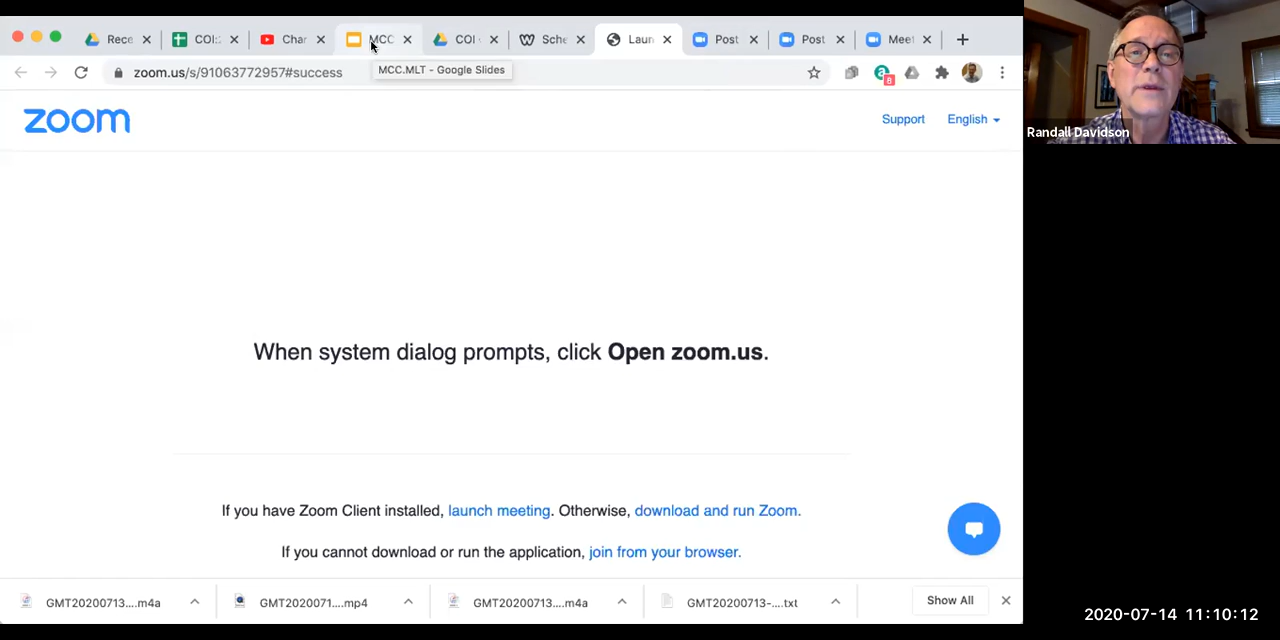 Rece
COI:
Char
MCC
COI
Sche
Laun
Post
Post
Meet
zoom.us/s/91063772957#success
MCC.MLT - Google Slides
8
Randall Davidson
zoom
Support
English
When system dialog prompts, click Open zoom.us.
If you have Zoom Client installed, launch meeting. Otherwise, download and run Zoom.
If you cannot download or run the application, join from your browser.
GMT20200713....m4a
GMT2020071....mp4
GMT20200713....m4a
GMT20200713-....txt
Show All
2020-07-14 11:10:12